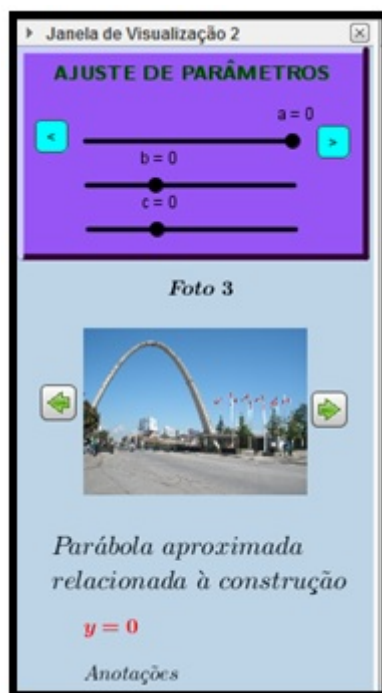 Janela de Visualização 2
AJUSTE DE PARÂMETROS
a = 0
<
>
b = 0
c = 0
Foto 3
Parábola aproximada
relacionada à construção
y = 0
Anotações